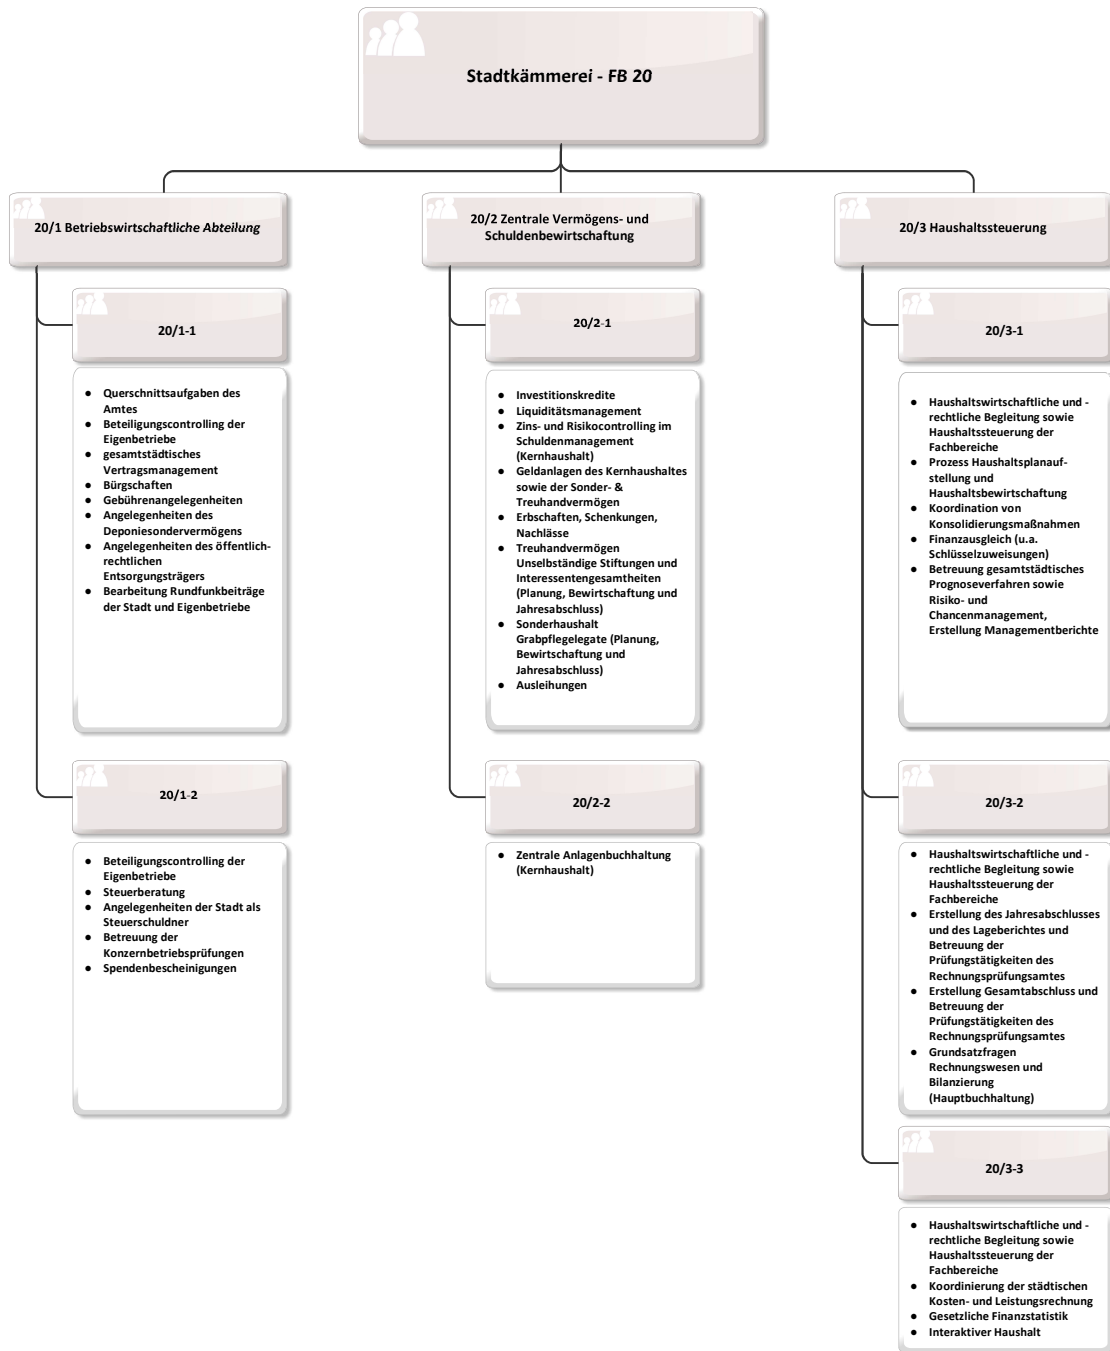 Stadtkämmerei - FB 20
20/1 Betriebswirtschaftliche Abteilung
20/1-1
● Querschnittsaufgaben des
Amtes
● Beteiligungscontrolling der
Eigenbetriebe
● gesamtstädtisches
Vertragsmanagement
● Bürgschaften
● Gebührenangelegenheiten
● Angelegenheiten des
Deponiesondervermögens
● Angelegenheiten des öffentlich-
rechtlichen
Entsorgungsträgers
● Bearbeitung Rundfunkbeiträge
der Stadt und Eigenbetriebe
20/1-2
● Beteiligungscontrolling der
Eigenbetriebe
● Steuerberatung
● Angelegenheiten der Stadt als
Steuerschuldner
● Betreuung der
Konzernbetriebsprüfungen
● Spendenbescheinigungen
20/2 Zentrale Vermögens- und
Schuldenbewirtschaftung
20/2-1
● Investitionskredite
● Liquiditätsmanagement
● Zins- und Risikocontrolling im
Schuldenmanagement
(Kernhaushalt)
● Geldanlagen des Kernhaushaltes
sowie der Sonder- &
Treuhandvermögen
● Erbschaften, Schenkungen,
Nachlässe
● Treuhandvermögen
Unselbständige Stiftungen und
Interessentengesamtheiten
(Planung, Bewirtschaftung und
Jahresabschluss)
● Sonderhaushalt
Grabpflegelegate (Planung,
Bewirtschaftung und
Jahresabschluss)
● Ausleihungen
20/2-2
● Zentrale Anlagenbuchhaltung
(Kernhaushalt)
20/3 Haushaltssteuerung
20/3-1
● Haushaltswirtschaftliche und -
rechtliche Begleitung sowie
Haushaltssteuerung der
Fachbereiche
● Prozess Haushaltsplanauf-
stellung und
Haushaltsbewirtschaftung
● Koordination von
Konsolidierungsmaßnahmen
● Finanzausgleich (u.a.
Schlüsselzuweisungen)
● Betreuung gesamtstädtisches
Prognoseverfahren sowie
Risiko- und
Chancenmanagement,
Erstellung Managementberichte
20/3-2
● Haushaltswirtschaftliche und -
rechtliche Begleitung sowie
Haushaltssteuerung der
Fachbereiche
● Erstellung des Jahresabschlusses
und des Lageberichtes und
Betreuung der
Prüfungstätigkeiten des
Rechnungsprüfungsamtes
● Erstellung Gesamtabschluss und
Betreuung der
Prüfungstätigkeiten des
Rechnungsprüfungsamtes
● Grundsatzfragen
Rechnungswesen und
Bilanzierung
(Hauptbuchhaltung)
20/3-3
● Haushaltswirtschaftliche und -
rechtliche Begleitung sowie
Haushaltssteuerung der
Fachbereiche
● Koordinierung der städtischen
Kosten- und Leistungsrechnung
● Gesetzliche Finanzstatistik
● Interaktiver Haushalt